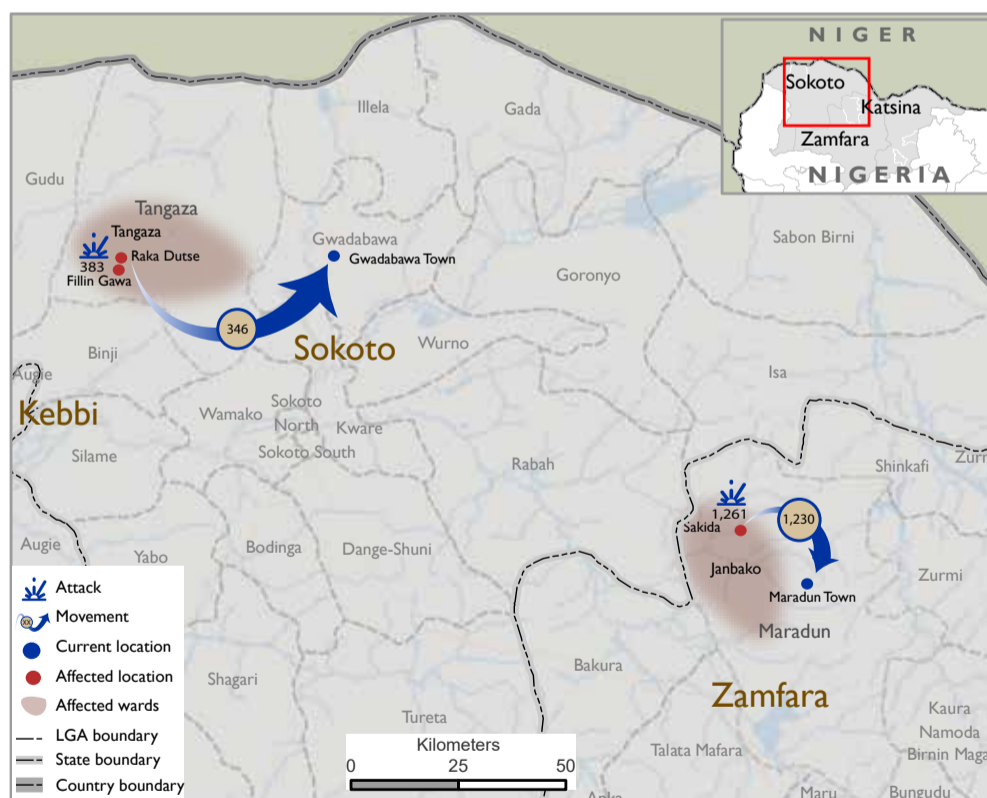 NIGER
Sokoto
Katsina
Zamfara
NIGERIA
Illela
Gada
Gudu
Tangaza
Tangaza
383
Raka Dutse
Fillin Gawa
Gwadabawa
Gwadabawa Town
Sabon Birni
Goronyo
346
Sokoto
Wurno
Binji
Augie
Isa
Kebbi
Wamako
Sokoto
North
Kware
Sokoto South
Silame
Rabah
Shinkafi
Zurm
1,261
Sakida
1,230
Janbako
Maradun Town
Zurmi
Maradun
Augie
Yabo
Bodinga
Dange-Shuni
Bakura
Zamfara
Shagari
Tureta
Talata Mafara
Kaura
Namoda
Birnin Maga
Anka
Maru
Bungudu
Attack
XX
Movement
Current location
Affected location
Affected wards
LGA boundary
State boundary
Country boundary
Kilometers
0 25 50